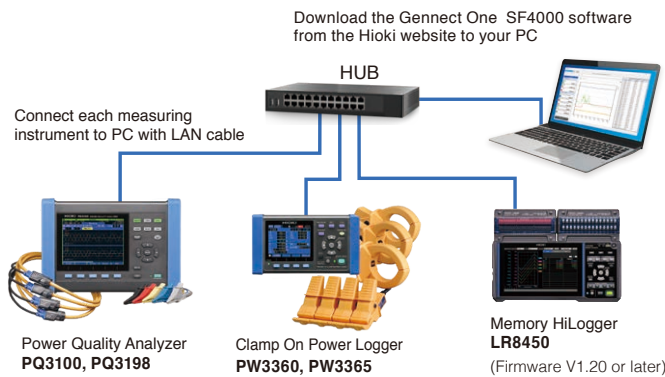 Download the Gennect One  SF4000 software
from the Hioki website to your PC
HUB
Connect each measuring
instrument to PC with LAN cable
Power Quality Analyzer
PQ3100, PQ3198
Clamp On Power Logger
PW3360, PW3365
Memory HiLogger
LR8450
(Firmware V1.20 or later)